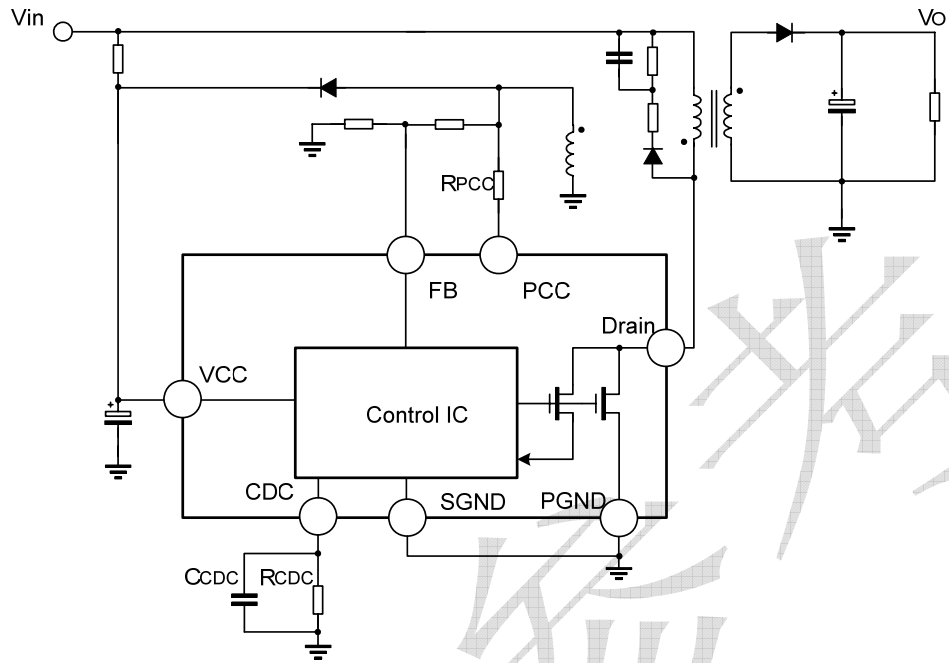 Vin
VO
RPCC
FB
PCC
Drain
VCC
Control IC
CDC
SGND
PGND
CCDC
RCDC